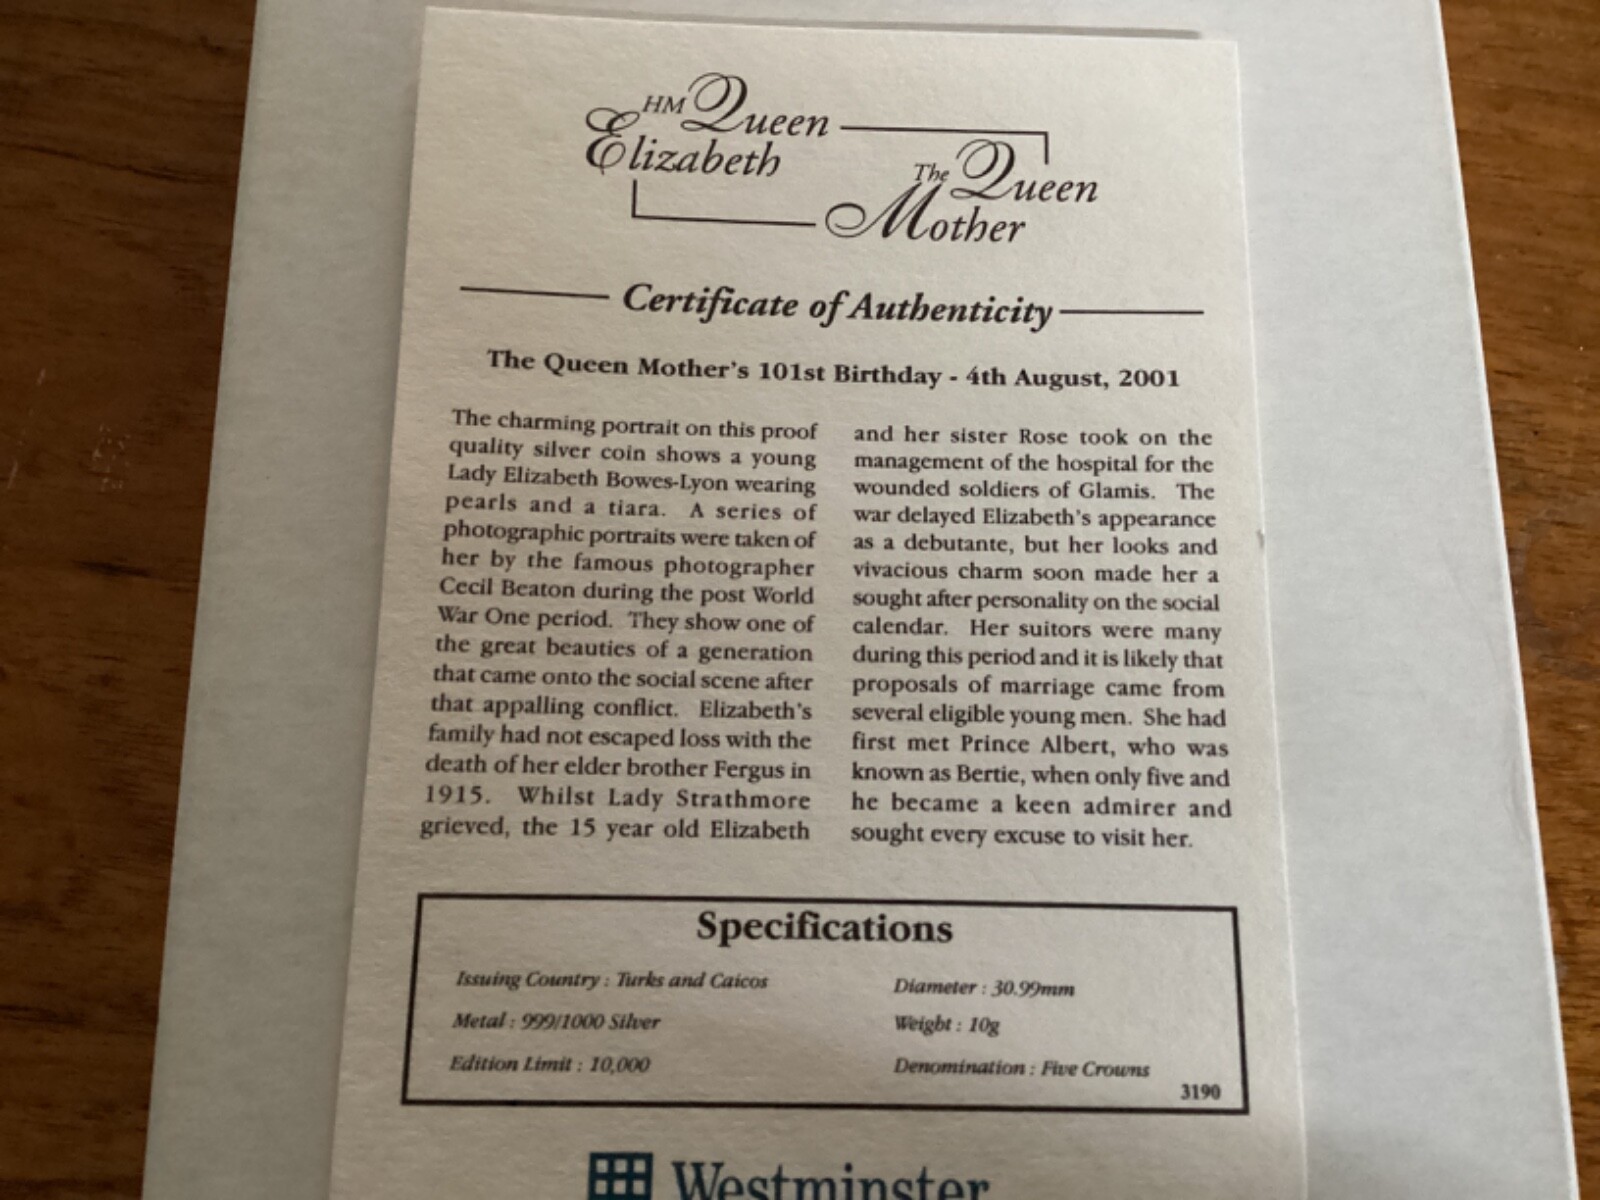 HM Queen
Elizabeth
The Queen
Mother
Certificate of Authenticity
The Queen Mother's 101st Birthday - 4th August, 2001
The charming portrait on this proof
quality silver coin shows a young
Lady Elizabeth Bowes-Lyon wearing
pearls and a tiara. A series of
photographic portraits were taken of
her by the famous photographer
Cecil Beaton during the post World
War One period. They show one of
the great beauties of a generation
that came onto the social scene after
that appalling conflict. Elizabeth's
family had not escaped loss with the
death of her elder brother Fergus in
1915. Whilst Lady Strathmore
grieved, the 15 year old Elizabeth
and her sister Rose took on the
management of the hospital for the
wounded soldiers of Glamis. The
war delayed Elizabeth's appearance
as a debutante, but her looks and
vivacious charm soon made her a
sought after personality on the social
calendar. Her suitors were many
during this period and it is likely that
proposals of marriage came from
several eligible young men. She had
first met Prince Albert, who was
known as Bertie, when only five and
he became a keen admirer and
sought every excuse to visit her.
Specifications
Issuing Country : Turks and Caicos
Metal : 999/1000 Silver
Edition Limit : 10,000
Diameter : 30.99mm
Weight : 10g
Denomination : Five Crowns
3190
Westminster